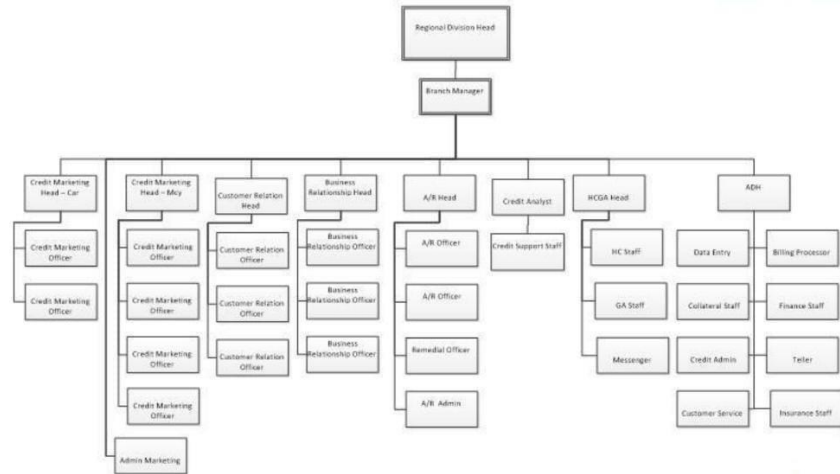 Regional Division Head
Branch Manager
Credit Marketing
Head – Car
Credit Marketing
Head – Mcy
Customer Relation
Head
Business
Relationship Head
A/R Head
Credit Analyst
HCGA Head
ADH
Credit Marketing
Officer
Credit Marketing
Officer
Customer Relation
Officer
Business
Relationship Officer
A/R Officer
Credit Support Staff
HC Staff
Data Entry
Billing Processor
Credit Marketing
Officer
Credit Marketing
Officer
Customer Relation
Officer
Business
Relationship Officer
A/R Officer
GA Staff
Collateral Staff
Finance Staff
Credit Marketing
Officer
Customer Relation
Officer
Business
Relationship Officer
Remedial Officer
Messenger
Credit Admin
Teller
Credit Marketing
Officer
A/R Admin
Customer Service
Insurance Staff
Admin Marketing